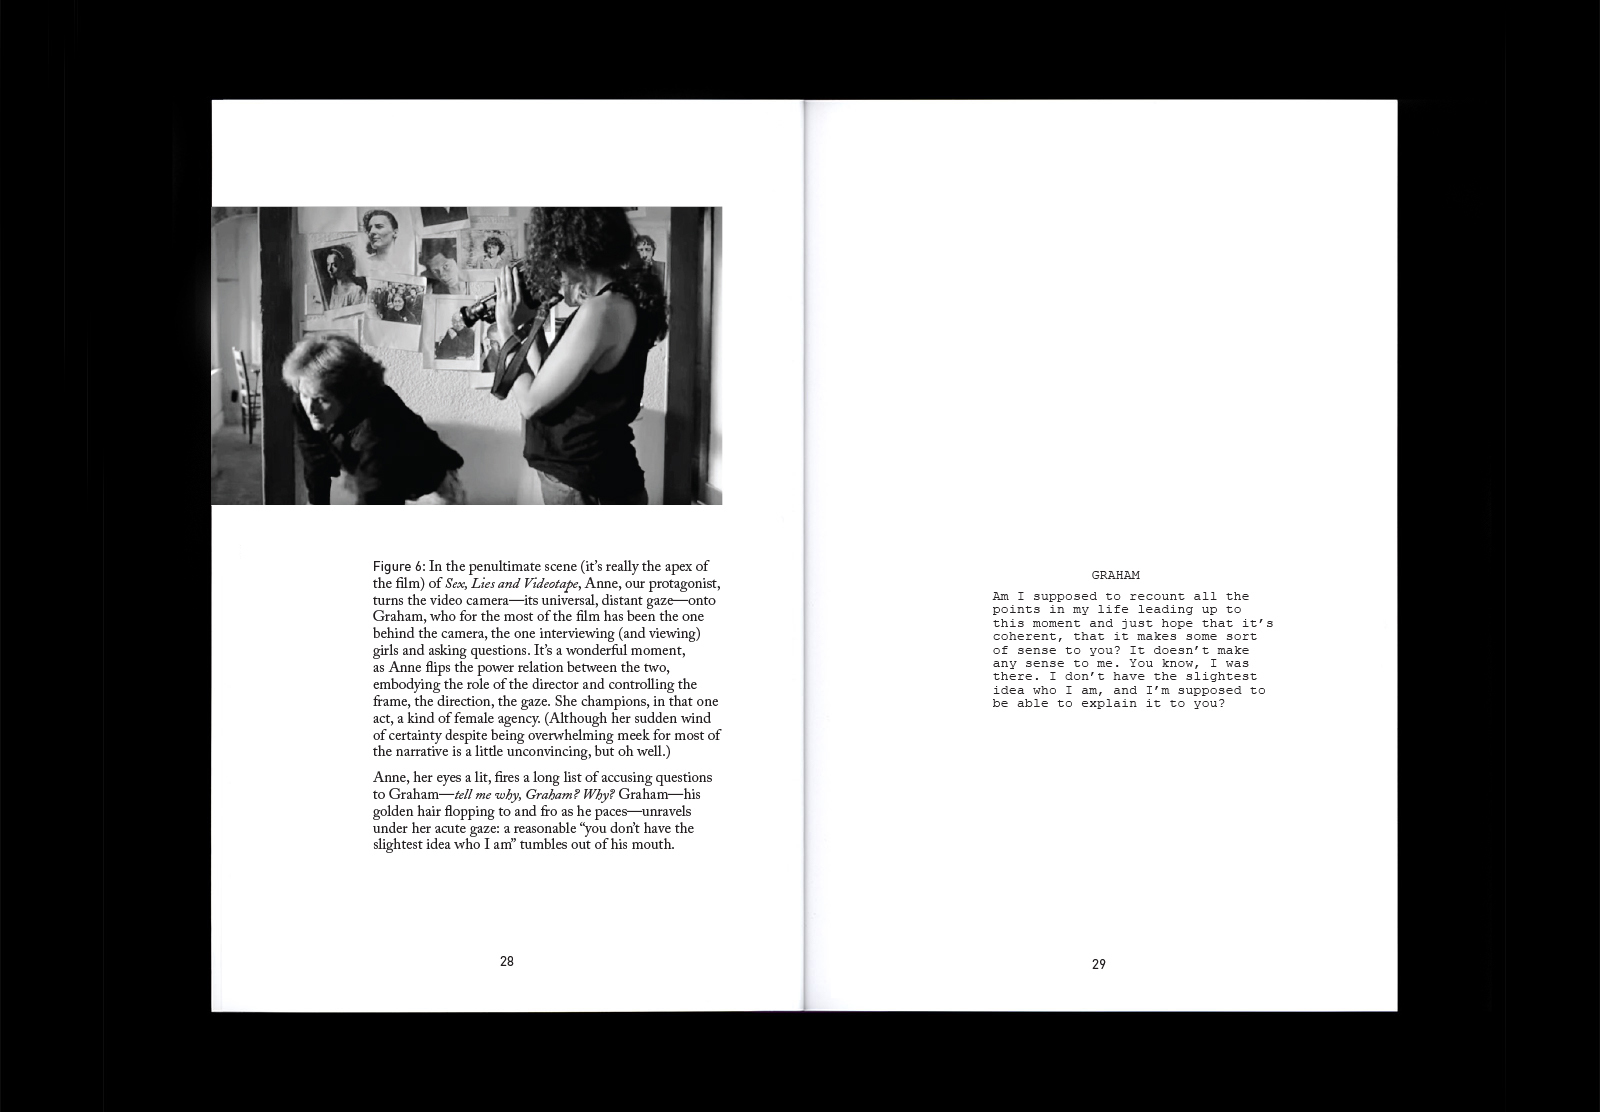 Figure 6: In the penultimate scene (it’s really the apex of
the film) of Sex, Lies and Videotape, Anne, our protagonist,
turns the video camera—its universal, distant gaze—onto
Graham, who for the most of the film has been the one
behind the camera, the one interviewing (and viewing)
girls and asking questions. It’s a wonderful moment,
as Anne flips the power relation between the two,
embodying the role of the director and controlling the
frame, the direction, the gaze. She champions, in that one
act, a kind of female agency. (Although her sudden wind
of certainty despite being overwhelming meek for most of
the narrative is a little unconvincing, but oh well.)
Anne, her eyes a lit, fires a long list of accusing questions
to Graham—tell me why, Graham? Why? Graham—his
golden hair flopping to and fro as he paces—unravels
under her acute gaze: a reasonable “you don’t have the
slightest idea who I am” tumbles out of his mouth.
28
GRAHAM
Am I supposed to recount all the
points in my life leading up to
this moment and just hope that it’s
coherent, that it makes some sort
of sense to you? It doesn’t make
any sense to me. You know, I was
there. I don’t have the slightest
idea who I am, and I’m supposed to
be able to explain it to you?
29